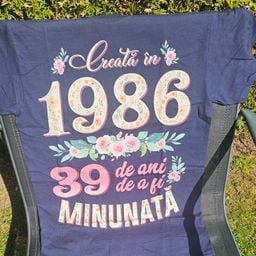 Creată în
1986
39 de ani
de a fi
MINUNATĂ